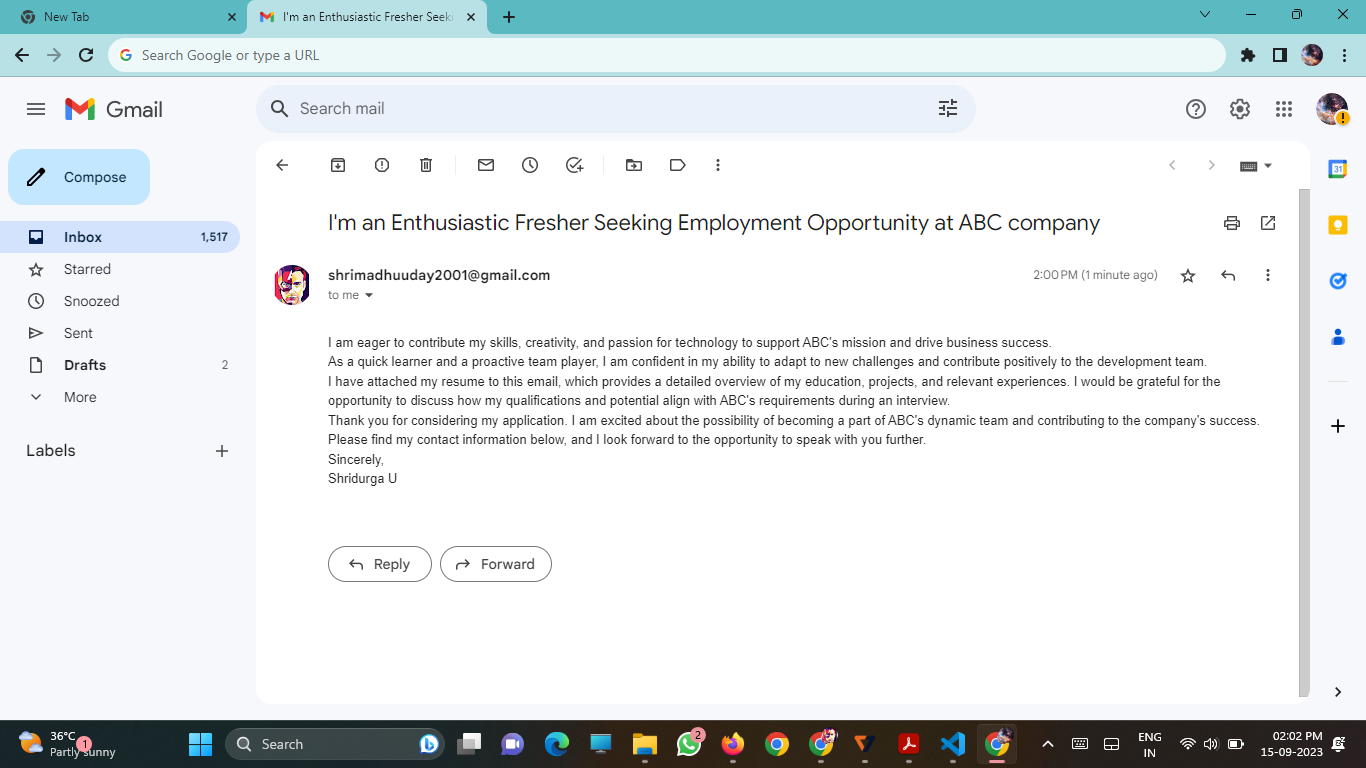 New Tab
I'm an Enthusiastic Fresher Seeki
Search Google or type a URL
Gmail
Search mail
Compose
Inbox 1,517
Starred
Snoozed
Sent
Drafts 2
More
Labels
31
I'm an Enthusiastic Fresher Seeking Employment Opportunity at ABC company
shrimadhuuday2001@gmail.com 2:00 PM (1 minute ago)
to me
I am eager to contribute my skills, creativity, and passion for technology to support ABC's mission and drive business success.
As a quick learner and a proactive team player, I am confident in my ability to adapt to new challenges and contribute positively to the development team.
I have attached my resume to this email, which provides a detailed overview of my education, projects, and relevant experiences. I would be grateful for the
opportunity to discuss how my qualifications and potential align with ABC's requirements during an interview.
Thank you for considering my application. I am excited about the possibility of becoming a part of ABC's dynamic team and contributing to the company's success.
Please find my contact information below, and I look forward to the opportunity to speak with you further.
Sincerely,
Shridurga U
Reply Forward
36°C 1
Partly sunny
Search
2
ENG
IN
02:02 PM
15-09-2023